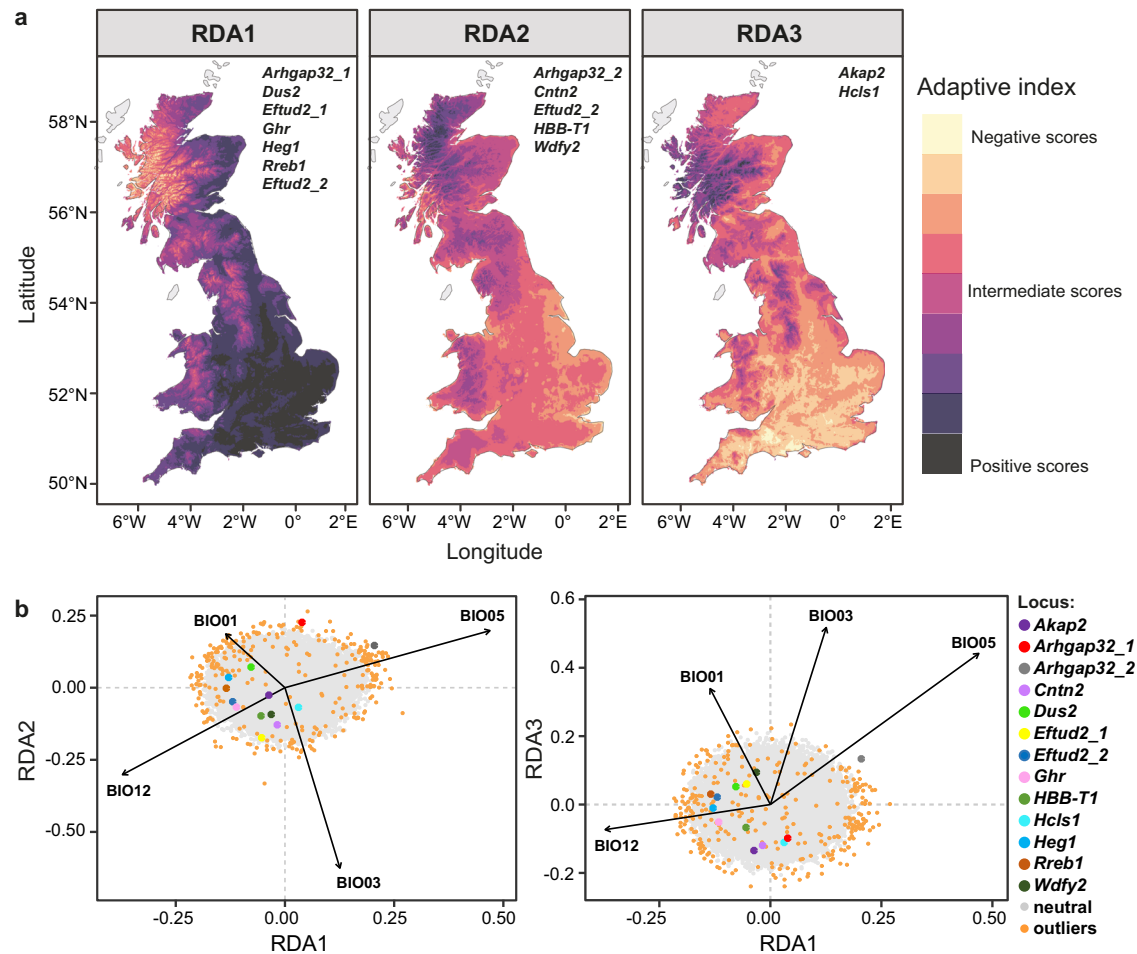 a
RDA1
RDA2
RDA3
Arhgap32_1
Dus2
Eftud2_1
Ghr
Heg1
Rreb1
Eftud2_2
Arhgap32_2
Cntn2
Eftud2_2
HBB-T1
Wdfy2
Akap2
Hcls1
Adaptive index
Negative scores
Intermediate scores
Positive scores
Latitude
58°N
56°N
54°N
52°N
50°N
6°W 4°W 2°W 0° 2°E
6°W 4°W 2°W 0° 2°E
6°W 4°W 2°W 0° 2°E
Longitude
b
RDA2
0.25
0.00
-0.25
-0.50
BIO01
BIO05
BIO12
BIO03
-0.25 0.00 0.25 0.50
RDA1
RDA3
0.6
0.4
0.2
0.0
-0.2
BIO03
BIO05
BIO01
BIO12
-0.25 0.00 0.25 0.50
RDA1
Locus:
Akap2
Arhgap32_1
Arhgap32_2
Cntn2
Dus2
Eftud2_1
Eftud2_2
Ghr
HBB-T1
Hcls1
Heg1
Rreb1
Wdfy2
neutral
outliers